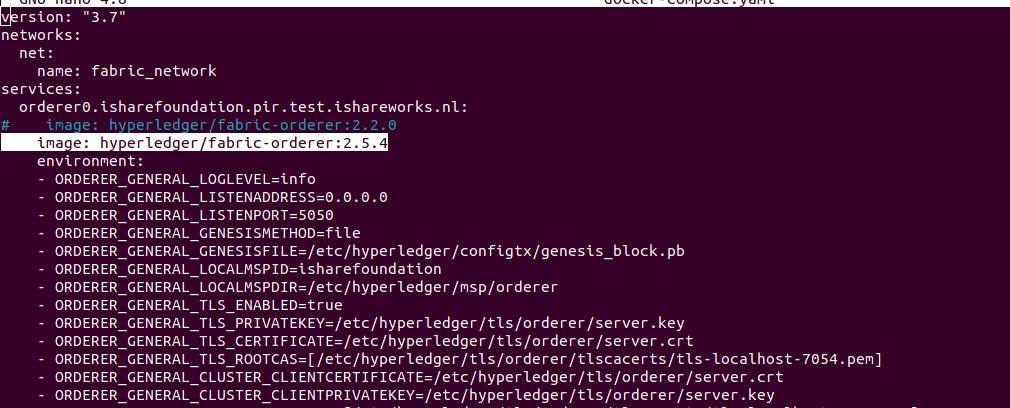 GNU nano 4.8 docker-compose.yaml
version: "3.7"
networks:
  net:
    name: fabric_network
services:
  orderer0.isharefoundation.pir.test.ishareworks.nl:
#    image: hyperledger/fabric-orderer:2.2.0
    image: hyperledger/fabric-orderer:2.5.4
    environment:
    - ORDERER_GENERAL_LOGLEVEL=info
    - ORDERER_GENERAL_LISTENADDRESS=0.0.0.0
    - ORDERER_GENERAL_LISTENPORT=5050
    - ORDERER_GENERAL_GENESISMETHOD=file
    - ORDERER_GENERAL_GENESISFILE=/etc/hyperledger/configtx/genesis_block.pb
    - ORDERER_GENERAL_LOCALMSPID=isharefoundation
    - ORDERER_GENERAL_LOCALMSPDIR=/etc/hyperledger/msp/orderer
    - ORDERER_GENERAL_TLS_ENABLED=true
    - ORDERER_GENERAL_TLS_PRIVATEKEY=/etc/hyperledger/tls/orderer/server.key
    - ORDERER_GENERAL_TLS_CERTIFICATE=/etc/hyperledger/tls/orderer/server.crt
    - ORDERER_GENERAL_TLS_ROOTCAS=[/etc/hyperledger/tls/orderer/tlscacerts/tls-localhost-7054.pem]
    - ORDERER_GENERAL_CLUSTER_CLIENTCERTIFICATE=/etc/hyperledger/tls/orderer/server.crt
    - ORDERER_GENERAL_CLUSTER_CLIENTPRIVATEKEY=/etc/hyperledger/tls/orderer/server.key